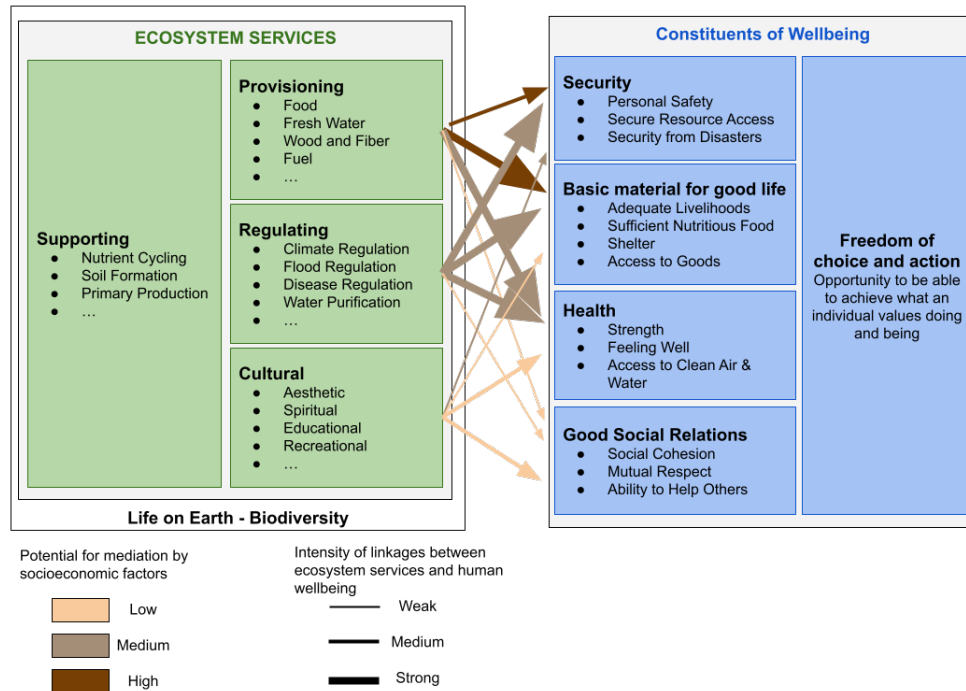 ECOSYSTEM SERVICES
Supporting
● Nutrient Cycling
● Soil Formation
● Primary Production
● …
Provisioning
● Food
● Fresh Water
● Wood and Fiber
● Fuel
● …
Regulating
● Climate Regulation
● Flood Regulation
● Disease Regulation
● Water Purification
● …
Cultural
● Aesthetic
● Spiritual
● Educational
● Recreational
● …
Life on Earth - Biodiversity
Constituents of Wellbeing
Security
● Personal Safety
● Secure Resource Access
● Security from Disasters
Basic material for good life
● Adequate Livelihoods
● Sufficient Nutritious Food
● Shelter
● Access to Goods
Health
● Strength
● Feeling Well
● Access to Clean Air &
Water
Good Social Relations
● Social Cohesion
● Mutual Respect
● Ability to Help Others
Freedom of
choice and action
Opportunity to be able
to achieve what an
individual values doing
and being
Potential for mediation by
socioeconomic factors
Low
Medium
High
Intensity of linkages between
ecosystem services and human
wellbeing
Weak
Medium
Strong